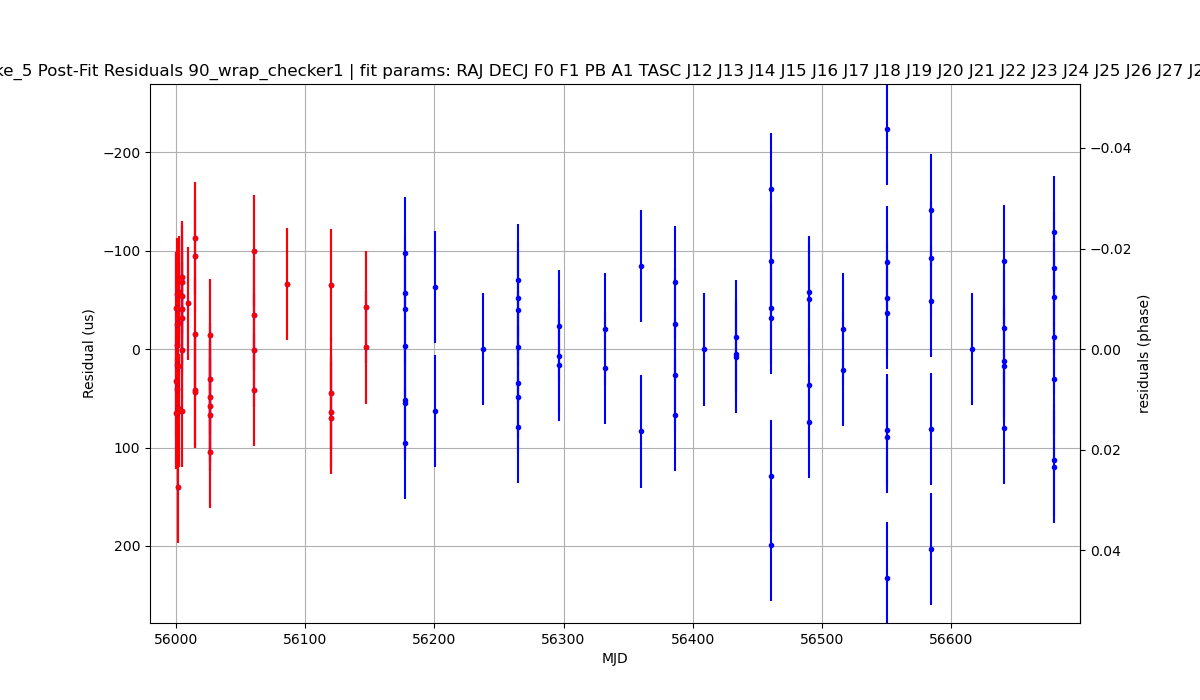 ke_5 Post-Fit Residuals 90_wrap_checker1 | fit params: RAJ DECJ F0 F1 PB A1 TASC J12 J13 J14 J15 J16 J17 J18 J19 J20 J21 J22 J23 J24 J25 J26 J27 J2
−200
−100
0
100
200
Residual (us)
−0.04
−0.02
0.00
0.02
0.04
residuals (phase)
56000 56100 56200 56300 56400 56500 56600
MJD